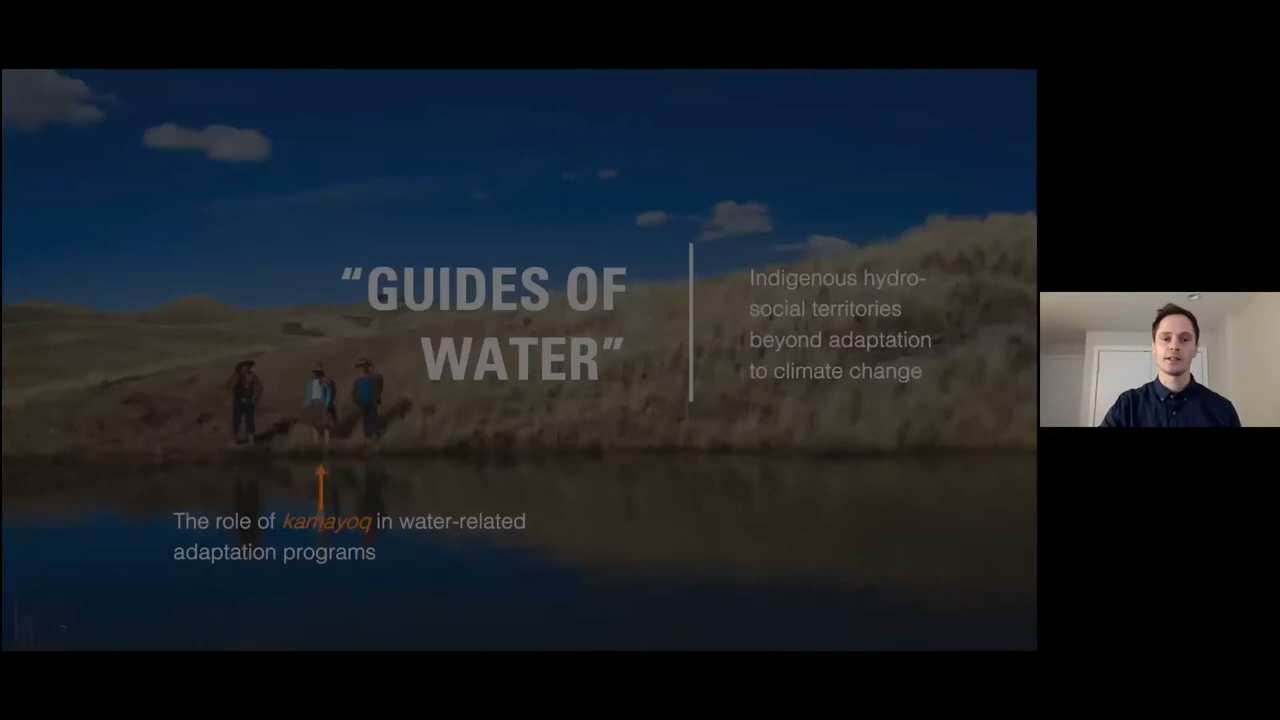 “GUIDES OF
WATER”
Indigenous hydro-
social territories
beyond adaptation
to climate change
The role of kamayoq in water-related
adaptation programs